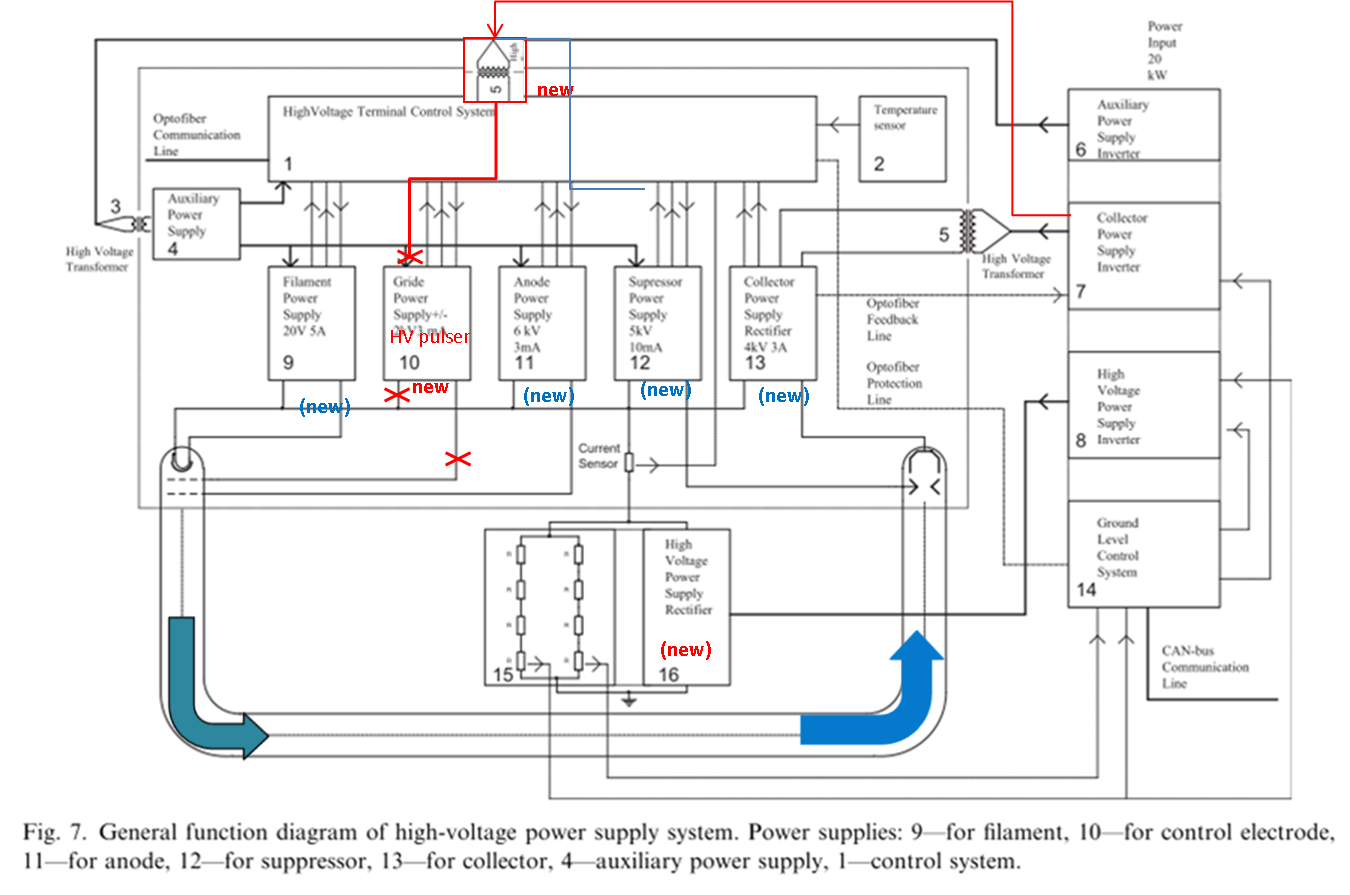 Power
Input
20
kW
High
5
new
HighVoltage Terminal Control System
1
Optofiber
Communication
Line
Temperature
sensor
2
Auxiliary
Power
Supply
Inverter
6
3
High Voltage
Transformer
Auxiliary
Power
Supply
4
5
High Voltage
Transformer
Collector
Power
Supply
Inverter
7
Filament
Power
Supply
20V 5A
9
(new)
Gride
Power
Supply+/-
HV pulser
10
new
Anode
Power
Supply
6 kV
3mA
11
(new)
Supressor
Power
Supply
5kV
10mA
12
(new)
Collector
Power
Supply
Rectifier
4kV 3A
13
(new)
Optofiber
Feedback
Line
Optofiber
Protection
Line
High
Voltage
Power
Supply
Inverter
8
Current
Sensor
Ground
Level
Control
System
14
15
High
Voltage
Power
Supply
Rectifier
(new)
16
CAN-bus
Communication
Line
Fig. 7. General function diagram of high-voltage power supply system. Power supplies: 9—for filament, 10—for control electrode,
11—for anode, 12—for suppressor, 13—for collector, 4—auxiliary power supply, 1—control system.